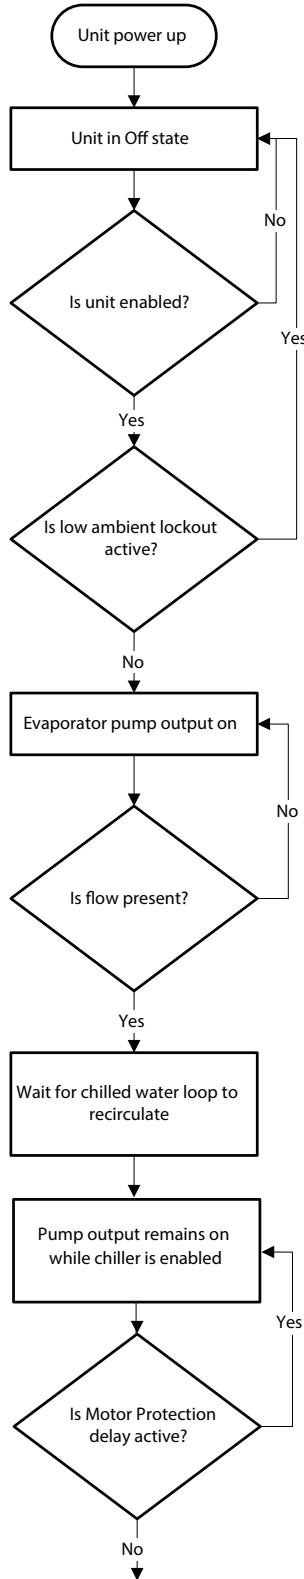 Unit power up
Unit in Off state
No
Is unit enabled?
Yes
Yes
Is low ambient lockout
active?
No
Evaporator pump output on
No
Is flow present?
Yes
Wait for chilled water loop to
recirculate
Pump output remains on
while chiller is enabled
Yes
Is Motor Protection
delay active?
No